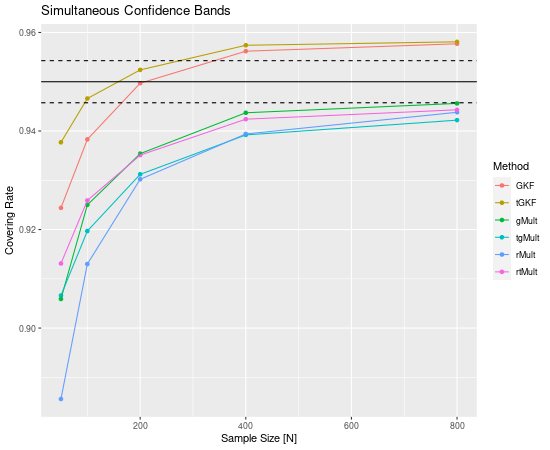 Simultaneous Confidence Bands
0.96
0.94
0.92
0.90
Covering Rate
200
400
600
800
Sample Size [N]
Method
GKF
tGKF
gMult
tgMult
rMult
rtMult